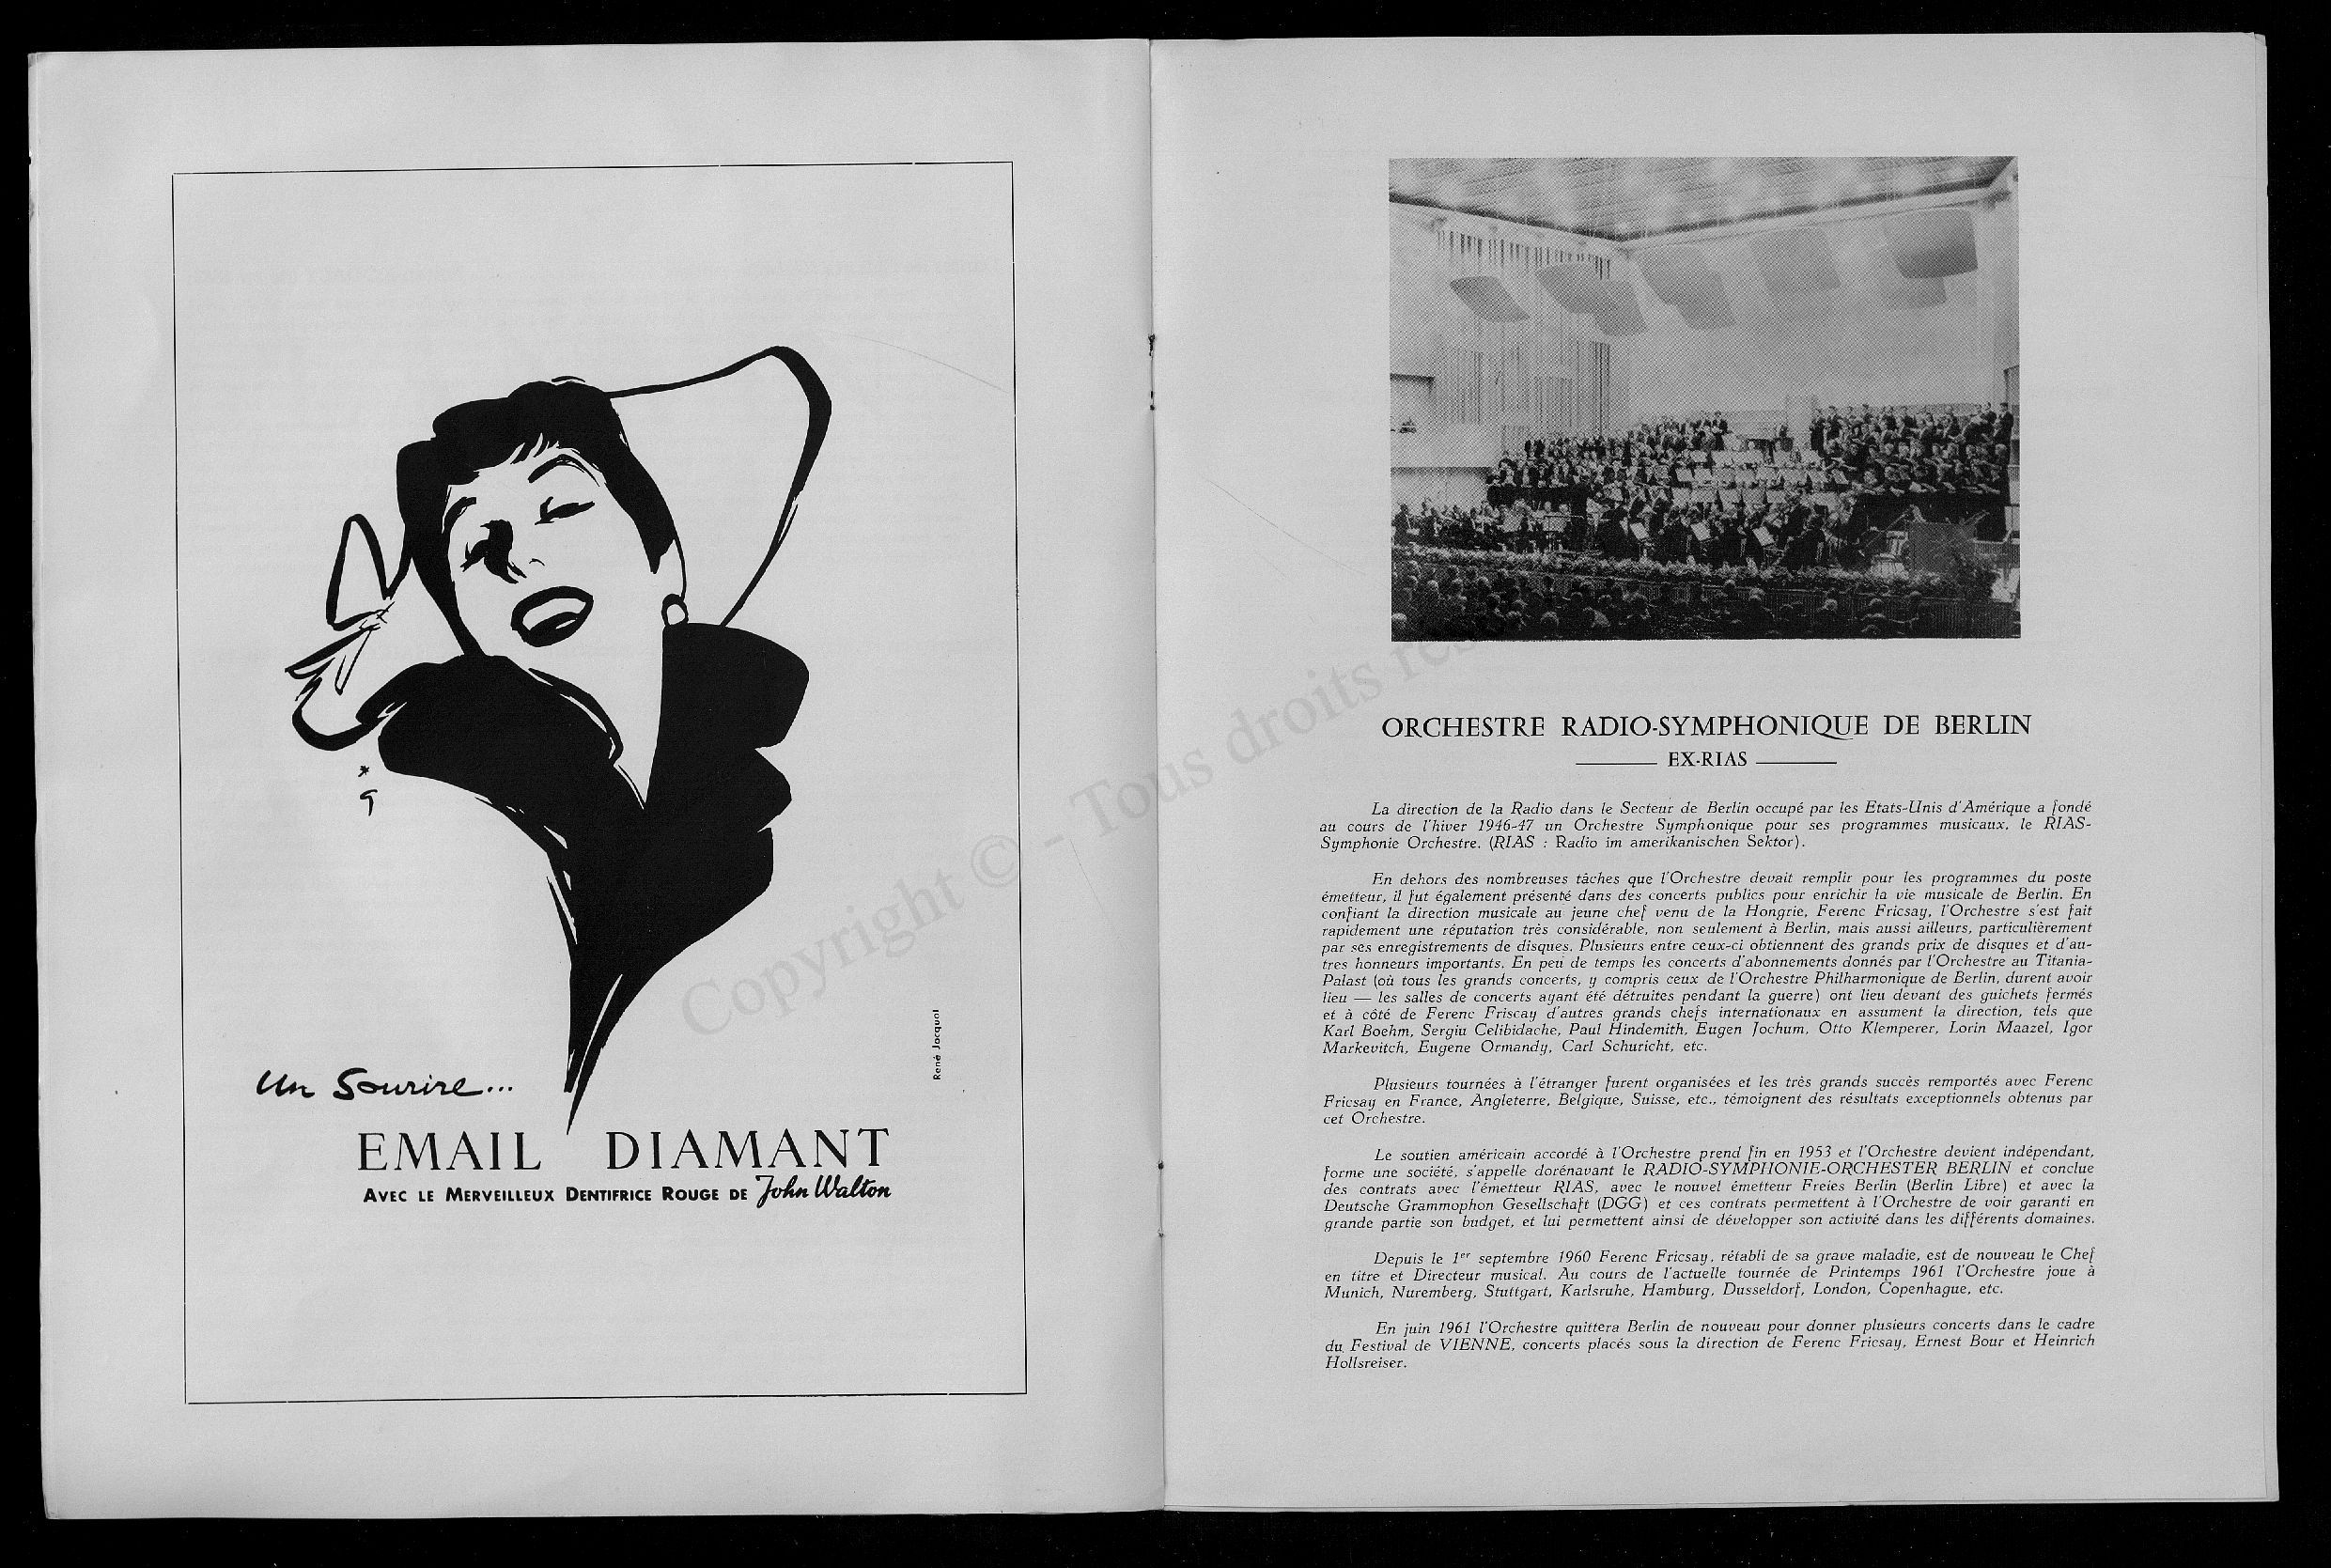 Un Sourire...
EMAIL DIAMANT
AVEC LE MERVEILLEUX DENTIFRICE ROUGE DE John Walton
René Jacquot
Copyright © - Tous droits
ORCHESTRE RADIO-SYMPHONIQUE DE BERLIN
EX-RIAS
La direction de la Radio dans le Secteur de Berlin occupé par les Etats-Unis d'Amérique a fondé
au cours de l'hiver 1946-47 un Orchestre Symphonique pour ses programmes musicaux, le RIAS-
Symphonie Orchestre. (RIAS : Radio im amerikanischen Sektor).
En dehors des nombreuses tâches que l'Orchestre devait remplir pour les programmes du poste
émetteur, il fut également présenté dans des concerts publics pour enrichir la vie musicale de Berlin. En
confiant la direction musicale au jeune chef venu de la Hongrie, Ferenc Fricsay, l'Orchestre s'est fait
rapidement une réputation très considérable, non seulement à Berlin, mais aussi ailleurs, particulièrement
par ses enregistrements de disques. Plusieurs entre ceux-ci obtiennent des grands prix de disques et d'au-
tres honneurs importants. En peu de temps les concerts d'abonnements donnés par l'Orchestre au Titania-
Palast (où tous les grands concerts, y compris ceux de l'Orchestre Philharmonique de Berlin, durent avoir
lieu — les salles de concerts ayant été détruites pendant la guerre) ont lieu devant des guichets fermés
et à côté de Ferenc Friscay d'autres grands chefs internationaux en assument la direction, tels que
Karl Boehm, Sergiu Celibidache, Paul Hindemith, Eugen Jochum, Otto Klemperer, Lorin Maazel, Igor
Markevitch, Eugene Ormandy, Carl Schuricht, etc.
Plusieurs tournées à l'étranger furent organisées et les très grands succès remportés avec Ferenc
Fricsay en France, Angleterre, Belgique, Suisse, etc., témoignent des résultats exceptionnels obtenus par
cet Orchestre.
Le soutien américain accordé à l'Orchestre prend fin en 1953 et l'Orchestre devient indépendant,
forme une société, s'appelle dorénavant le RADIO-SYMPHONIE-ORCHESTER BERLIN et conclue
des contrats avec l'émetteur RIAS, avec le nouvel émetteur Freies Berlin (Berlin Libre) et avec la
Deutsche Grammophon Gesellschaft (DGG) et ces contrats permettent à l'Orchestre de voir garanti en
grande partie son budget, et lui permettent ainsi de développer son activité dans les différents domaines.
Depuis le 1er septembre 1960 Ferenc Fricsay, rétabli de sa grave maladie, est de nouveau le Chef
en titre et Directeur musical. Au cours de l'actuelle tournée de Printemps 1961 l'Orchestre joue à
Munich, Nuremberg, Stuttgart, Karlsruhe, Hamburg, Dusseldorf, London, Copenhague, etc.
En juin 1961 l'Orchestre quittera Berlin de nouveau pour donner plusieurs concerts dans le cadre
du Festival de VIENNE, concerts placés sous la direction de Ferenc Fricsay, Ernest Bour et Heinrich
Hollsreiser.